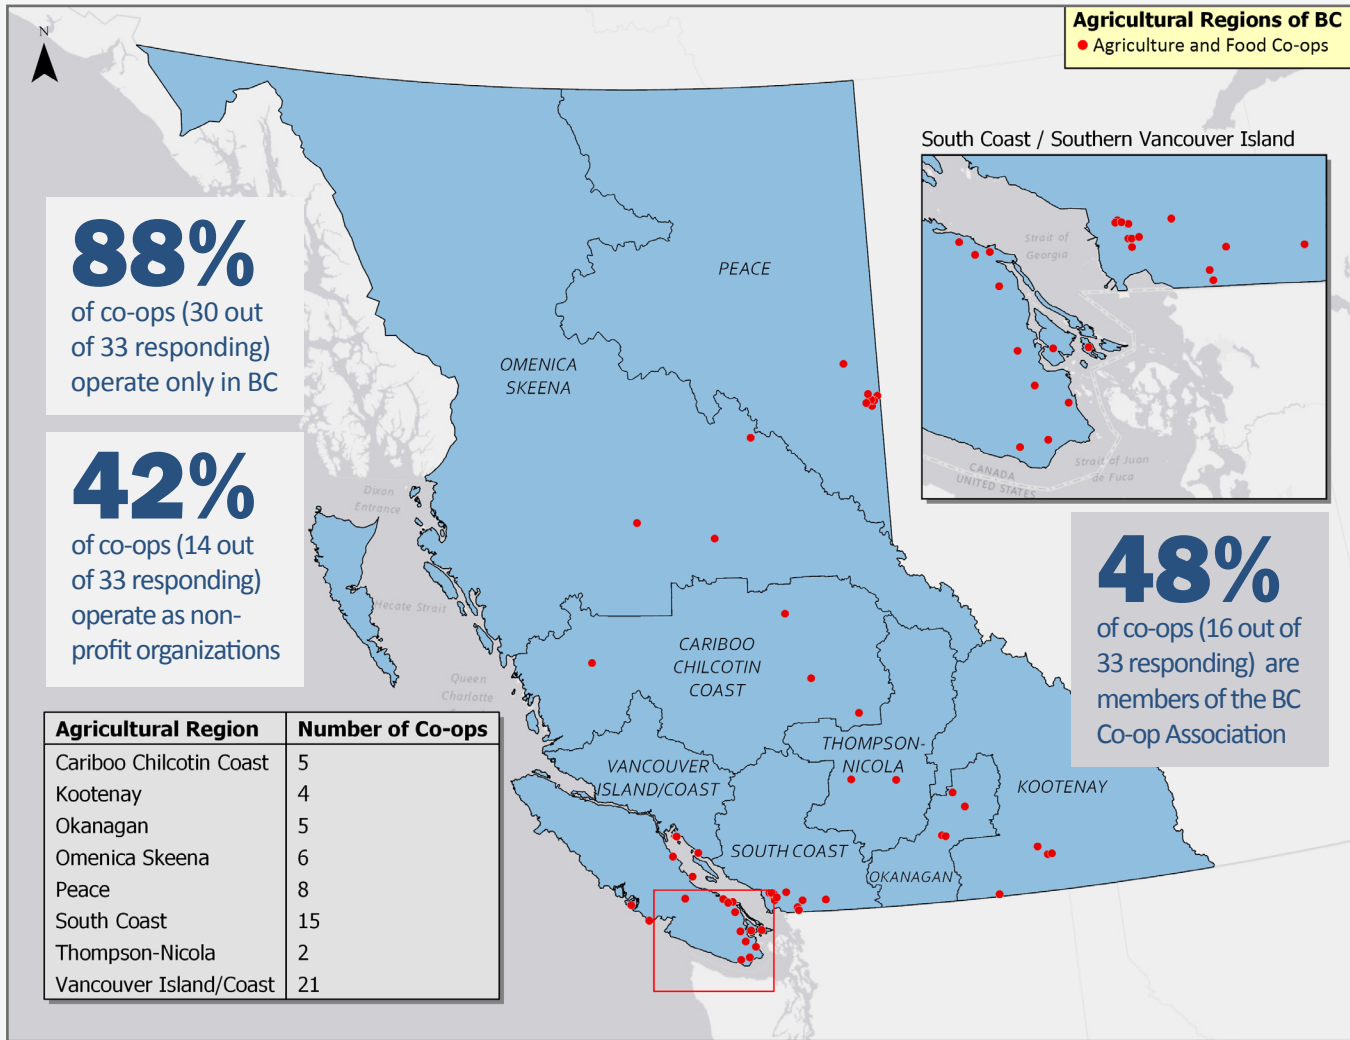 N
Agricultural Regions of BC
Agriculture and Food Co-ops
South Coast / Southern Vancouver Island
Strait of
Georgia
Strait of Juan
de Fuca
CANADA
UNITED STATES
88%
of co-ops (30 out
of 33 responding)
operate only in BC
42%
of co-ops (14 out
of 33 responding)
operate as non-
profit organizations
48%
of co-ops (16 out of
33 responding)  are
members of the BC
Co-op Association
PEACE
OMENICA
SKEENA
Dixon
Entrance
Hecate Strait
Queen
Charlotte
CARIBOO
CHILCOTIN
COAST
THOMPSON-
NICOLA
VANCOUVER
ISLAND/COAST
KOOTENAY
SOUTH COAST
OKANAGAN
Agricultural Region Number of Co-ops
Cariboo Chilcotin Coast 5
Kootenay 4
Okanagan 5
Omenica Skeena 6
Peace 8
South Coast 15
Thompson-Nicola 2
Vancouver Island/Coast 21